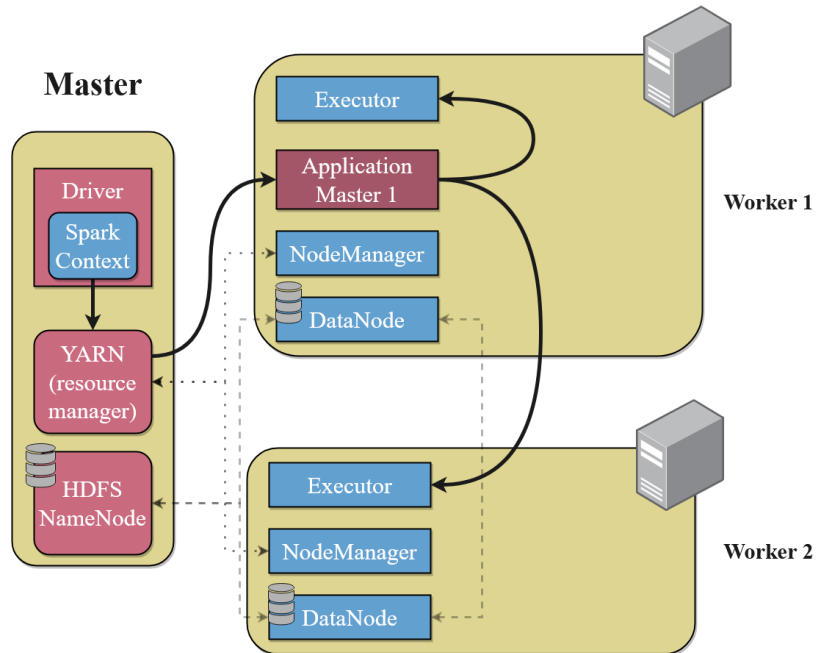 Master
Driver
Spark
Context
YARN
(resource
manager)
HDFS
NameNode
Executor
Application
Master 1
NodeManager
DataNode
Worker 1
Executor
NodeManager
DataNode
Worker 2